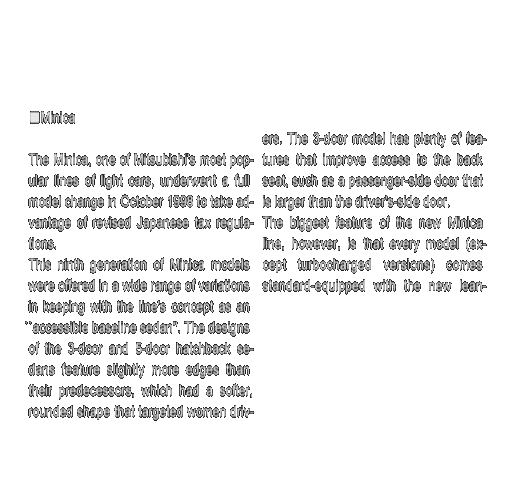 □Minica
The Minica, one of Mitsubishi's most pop-
ular lines of light cars, underwent a full
model change in October 1998 to take ad-
vantage of revised Japanese tax regula-
tions.
This ninth generation of Minica models
were offered in a wide range of variations
in keeping with the line's concept as an
``accessible baseline sedan". The designs
of the 3-door and 5-door hatchback se-
dans feature slightly more edges than
their predecessors, which had a softer,
rounded shape that targeted women driv-
ers. The 3-door model has plenty of fea-
tures that improve access to the back
seat, such as a passenger-side door that
is larger than the driver's-side door.
The biggest feature of the new Minica
line, however, is that every model (ex-
cept turbocharged versions) comes
standard-equipped with the new lean-